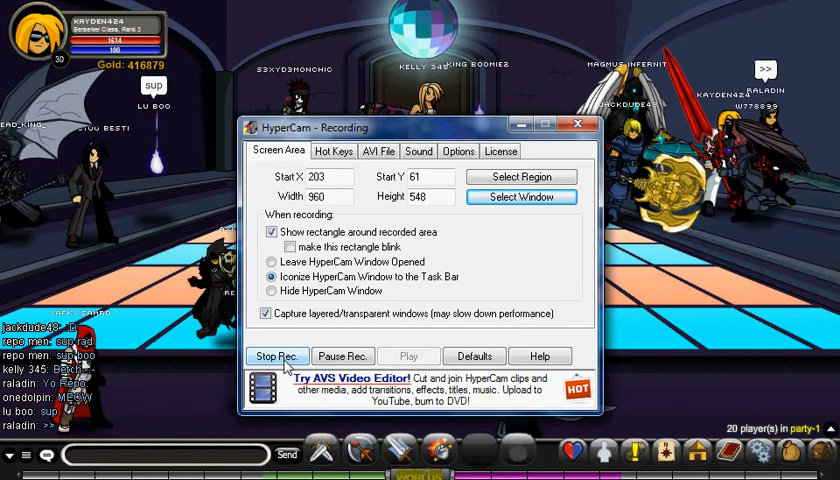 KAYDEN424
Berserker Class, Rank 3
1614
100
30
Gold: 416879
sup
LU BOO
S3XYD3MONCHIC
KELLY 345
KING BOOMIEZ
MAGMUS INFERNIT
>>
RALADIN
JACKDUDE48
KAYDEN424
W778899
HyperCam - Recording
Screen Area
Hot Keys
AVI File
Sound
Options
License
Start X 203
Start Y 61
Select Region
Width 960
Height 548
Select Window
When recording:
Show rectangle around recorded area
make this rectangle blink
Leave HyperCam Window Opened
Iconize HyperCam Window to the Task Bar
Hide HyperCam Window
Capture layered/transparent windows (may slow down performance)
Stop Rec.
Pause Rec.
Play
Defaults
Help
Try AVS Video Editor! Cut and join HyperCam clips and
other media, add transitions, effects, titles, music. Upload to
YouTube, burn to DVD!
HOT
jackdude48: :D
repo men: sup rad
repo men: sup boo
kelly 345: Betch
raladin: Yo Repo
onedolpin: MEOW
lu boo: sup
raladin: >>
20 player(s) in party-1
Send